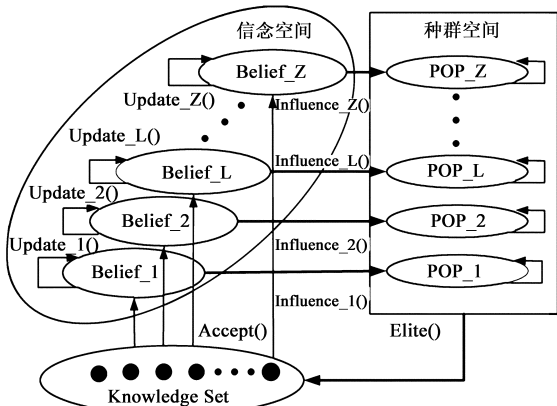 信念空间
种群空间
Belief_Z
POP_Z
Update_Z()
Influence_Z()
Update_L()
Belief_L
Influence_L()
POP_L
Update_2()
Belief_2
POP_2
Update_1()
Influence_2()
Belief_1
POP_1
Influence_1()
Accept()
Elite()
Knowledge Set